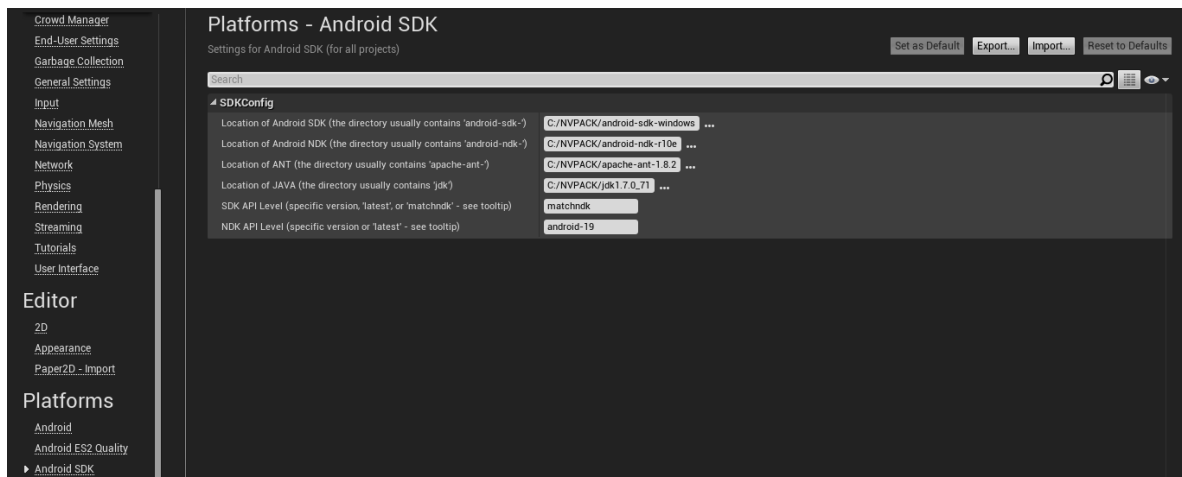 Crowd Manager
End-User Settings
Garbage Collection
General Settings
Input
Navigation Mesh
Navigation System
Network
Physics
Rendering
Streaming
Tutorials
User Interface
Editor
2D
Appearance
Paper2D - Import
Platforms
Android
Android ES2 Quality
Android SDK
Platforms - Android SDK
Settings for Android SDK (for all projects)
Set as Default Export... Import... Reset to Defaults
Search
SDKConfig
Location of Android SDK (the directory usually contains 'android-sdk-') C:/NVPACK/android-sdk-windows ...
Location of Android NDK (the directory usually contains 'android-ndk-') C:/NVPACK/android-ndk-r10e ...
Location of ANT (the directory usually contains 'apache-ant-') C:/NVPACK/apache-ant-1.8.2 ...
Location of JAVA (the directory usually contains 'jdk') C:/NVPACK/jdk1.7.0_71 ...
SDK API Level (specific version, 'latest', or 'matchndk' - see tooltip) matchndk
NDK API Level (specific version or 'latest' - see tooltip) android-19